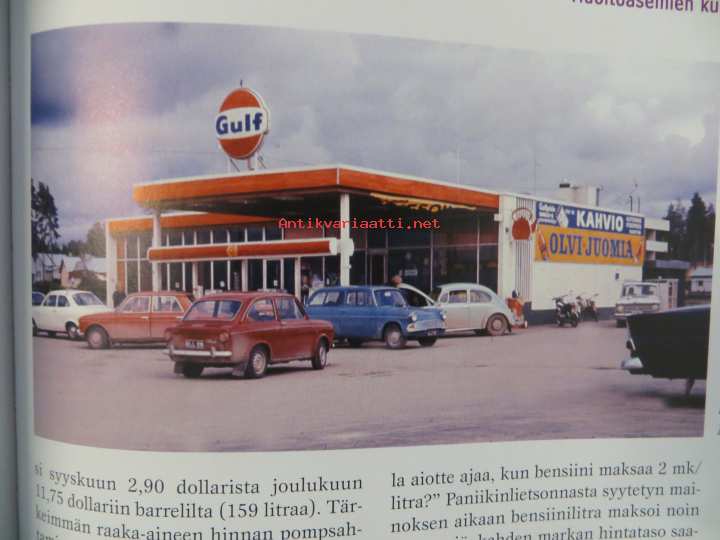 Huoltoasemien ku
Gulf
KAHVIO
OLVI-JUOMIA
Antikvariaatti.net
si syyskuun 2,90 dollarista joulukuun
11,75 dollariin barrelilta (159 litraa). Tär-
keimmän raaka-aineen hinnan pompsah-
la aiotte ajaa, kun bensiini maksaa 2 mk/
litra?” Paniikinlietsonnasta syytetyn mai-
noksen aikaan bensiinilitra maksoi noin
kahden markan hintataso saa-